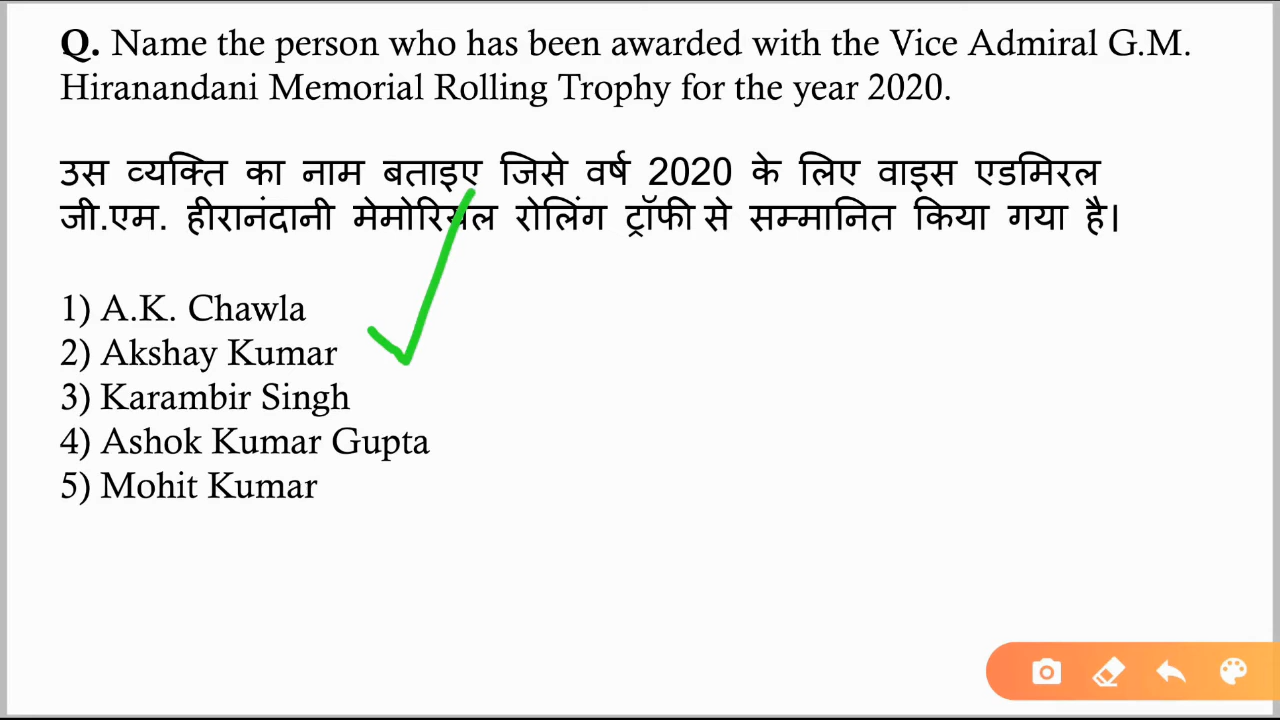 Q. Name the person who has been awarded with the Vice Admiral G.M.
Hiranandani Memorial Rolling Trophy for the year 2020.
उस व्यक्ति का नाम बताइए जिसे वर्ष 2020 के लिए वाइस एडमिरल
जी.एम. हीरानंदानी मेमोरियल रोलिंग ट्रॉफी से सम्मानित किया गया है।
1) A.K. Chawla
2) Akshay Kumar
3) Karambir Singh
4) Ashok Kumar Gupta
5) Mohit Kumar